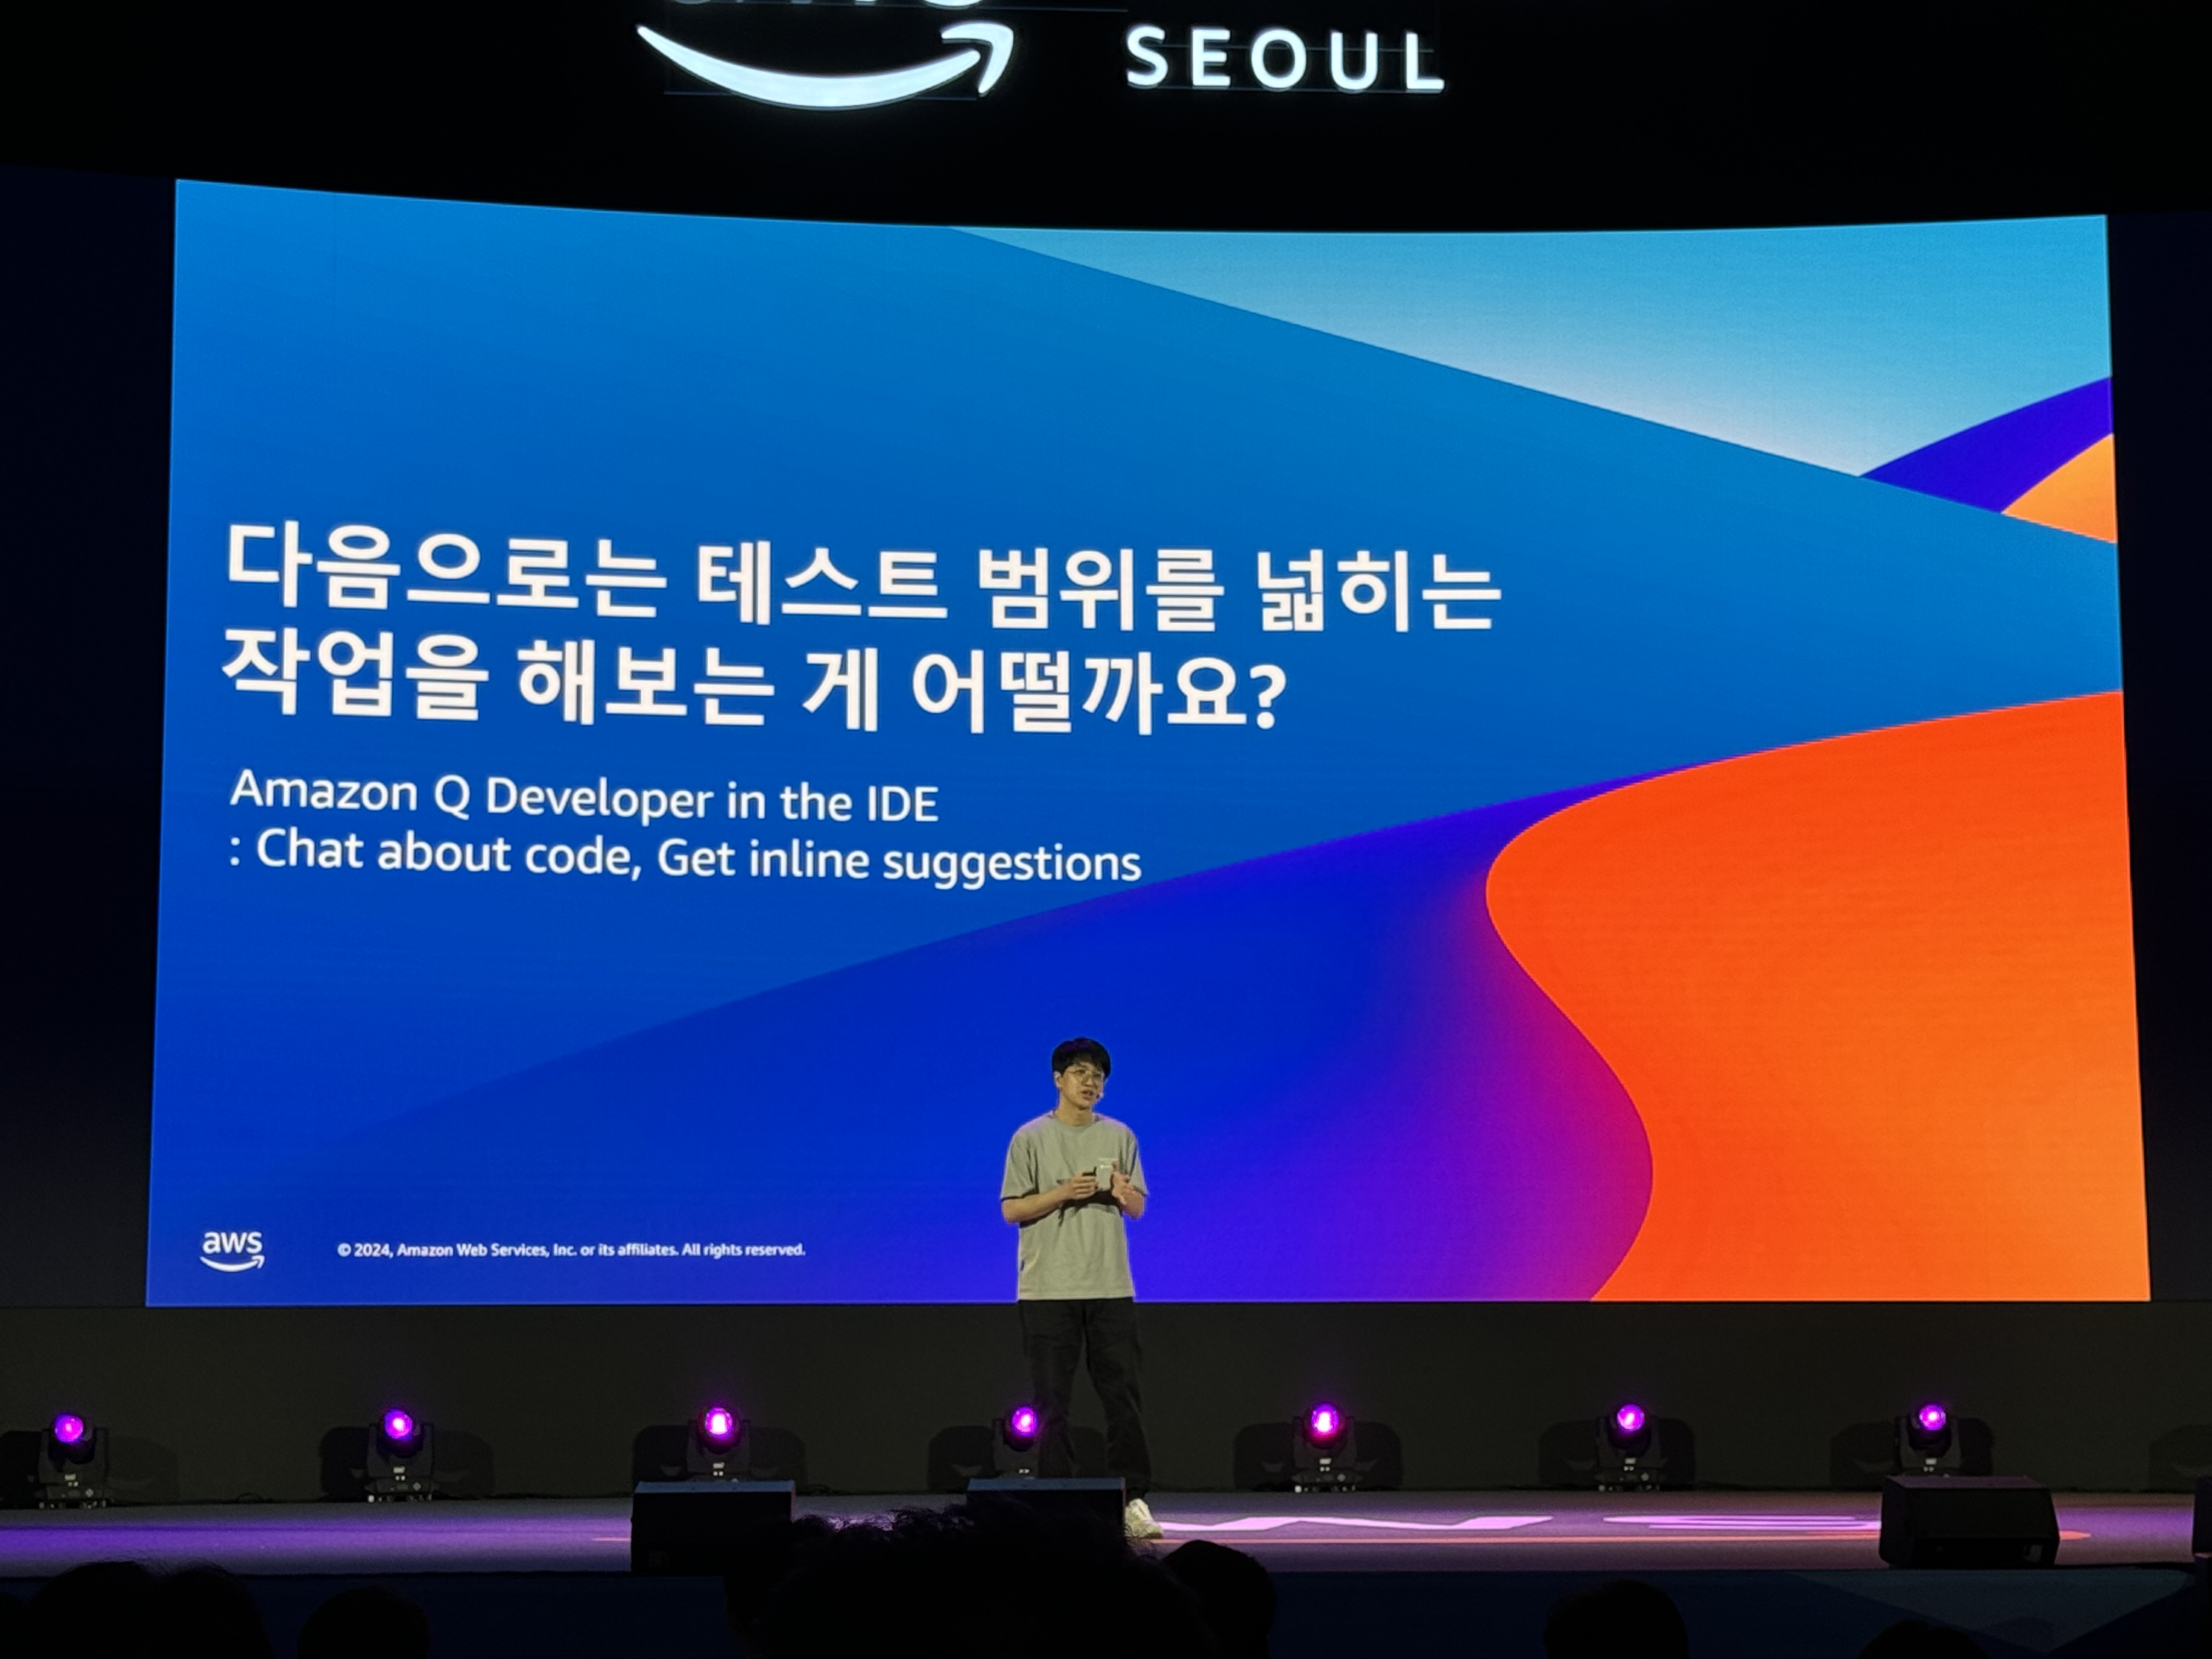 SEOUL
다음으로는 테스트 범위를 넓히는
작업을 해보는 게 어떨까요?
Amazon Q Developer in the IDE
: Chat about code, Get inline suggestions
aws
© 2024, Amazon Web Services, Inc. or its affiliates. All rights reserved.